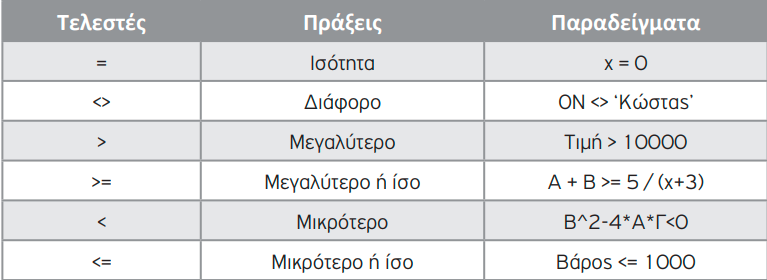 Τελεστές Πράξεις Παραδείγματα
= Ισότητα x = 0
<> Διάφορο ΟΝ <> ‘Κώστας’
> Μεγαλύτερο Τιμή > 10000
>= Μεγαλύτερο ή ίσο Α + Β >= 5 / (x+3)
< Μικρότερο Β^2-4*Α*Γ<0
<= Μικρότερο ή ίσο Βάρος <= 1000